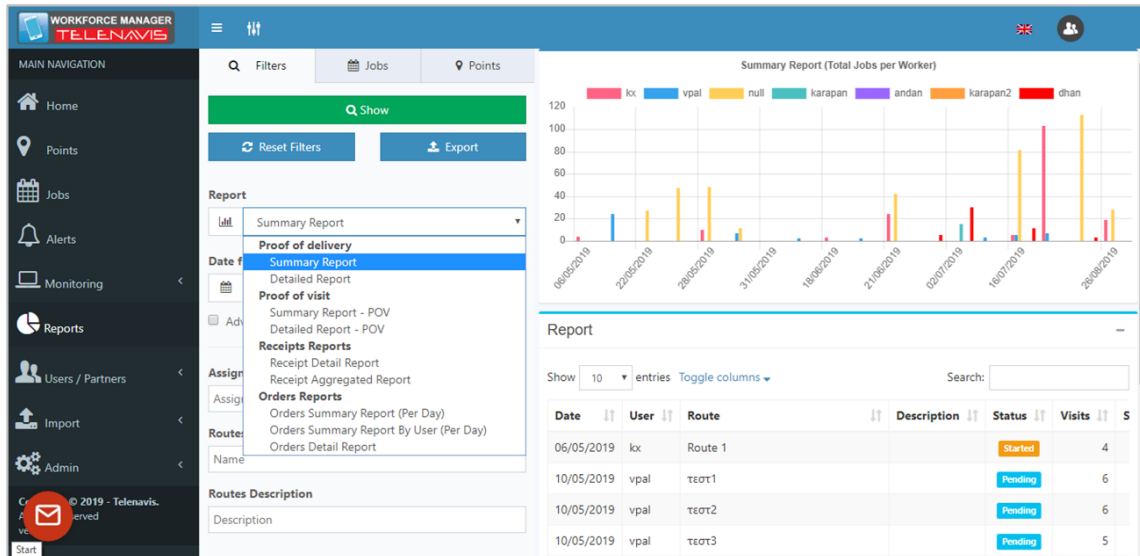 WORKFORCE MANAGER
TELENAVIS
MAIN NAVIGATION
Home
Points
Jobs
Alerts
Monitoring
Reports
Users / Partners
Import
Admin
© 2019 - Telenavis.
Start
Filters
Jobs
Points
Show
Reset Filters
Export
Report
Summary Report
Proof of delivery
Summary Report
Detailed Report
Proof of visit
Summary Report - POV
Detailed Report - POV
Receipts Reports
Receipt Detail Report
Receipt Aggregated Report
Orders Reports
Orders Summary Report (Per Day)
Orders Summary Report By User (Per Day)
Orders Detail Report
Date f
Adv
Assign
Assig
Routes
Name
Routes Description
Description
Summary Report (Total Jobs per Worker)
kx vpal null karapan andan karapan2 dhan
120
100
80
60
40
20
0
06/05/2019 22/05/2019 28/05/2019 31/05/2019 18/06/2019 21/06/2019 02/07/2019 16/07/2019 26/08/2019
Report
Show 10 entries Toggle columns Search:
Date User Route Description Status Visits S
06/05/2019 kx Route 1 Started 4
10/05/2019 vpal τεστ1 Pending 6
10/05/2019 vpal τεστ2 Pending 6
10/05/2019 vpal τεστ3 Pending 5